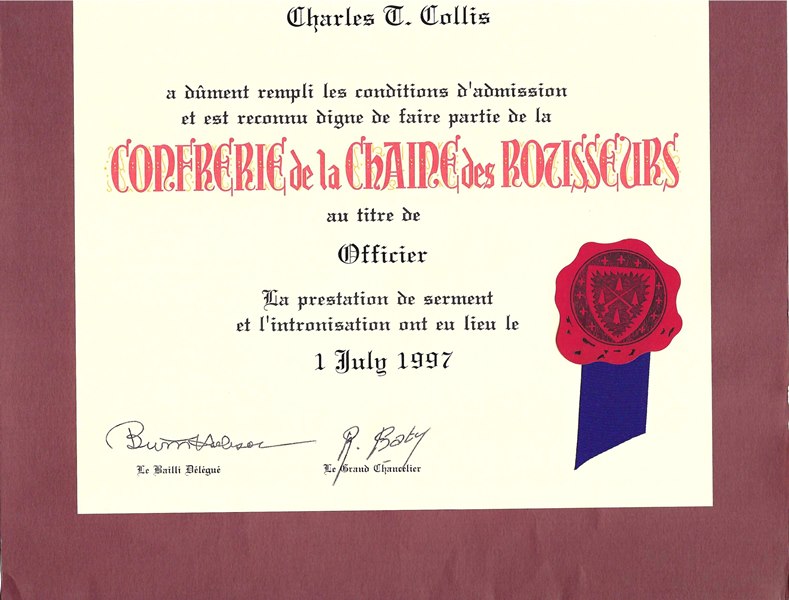 Charles T. Collis
a dûment rempli les conditions d'admission
et est reconnu digne de faire partie de la
CONFRERIE de la CHAINE des ROTISSEURS
au titre de
Officier
La prestation de serment
et l'intronisation ont eu lieu le
1 July 1997
R. Baty
Le Bailli Délégué
Le Grand Chancelier